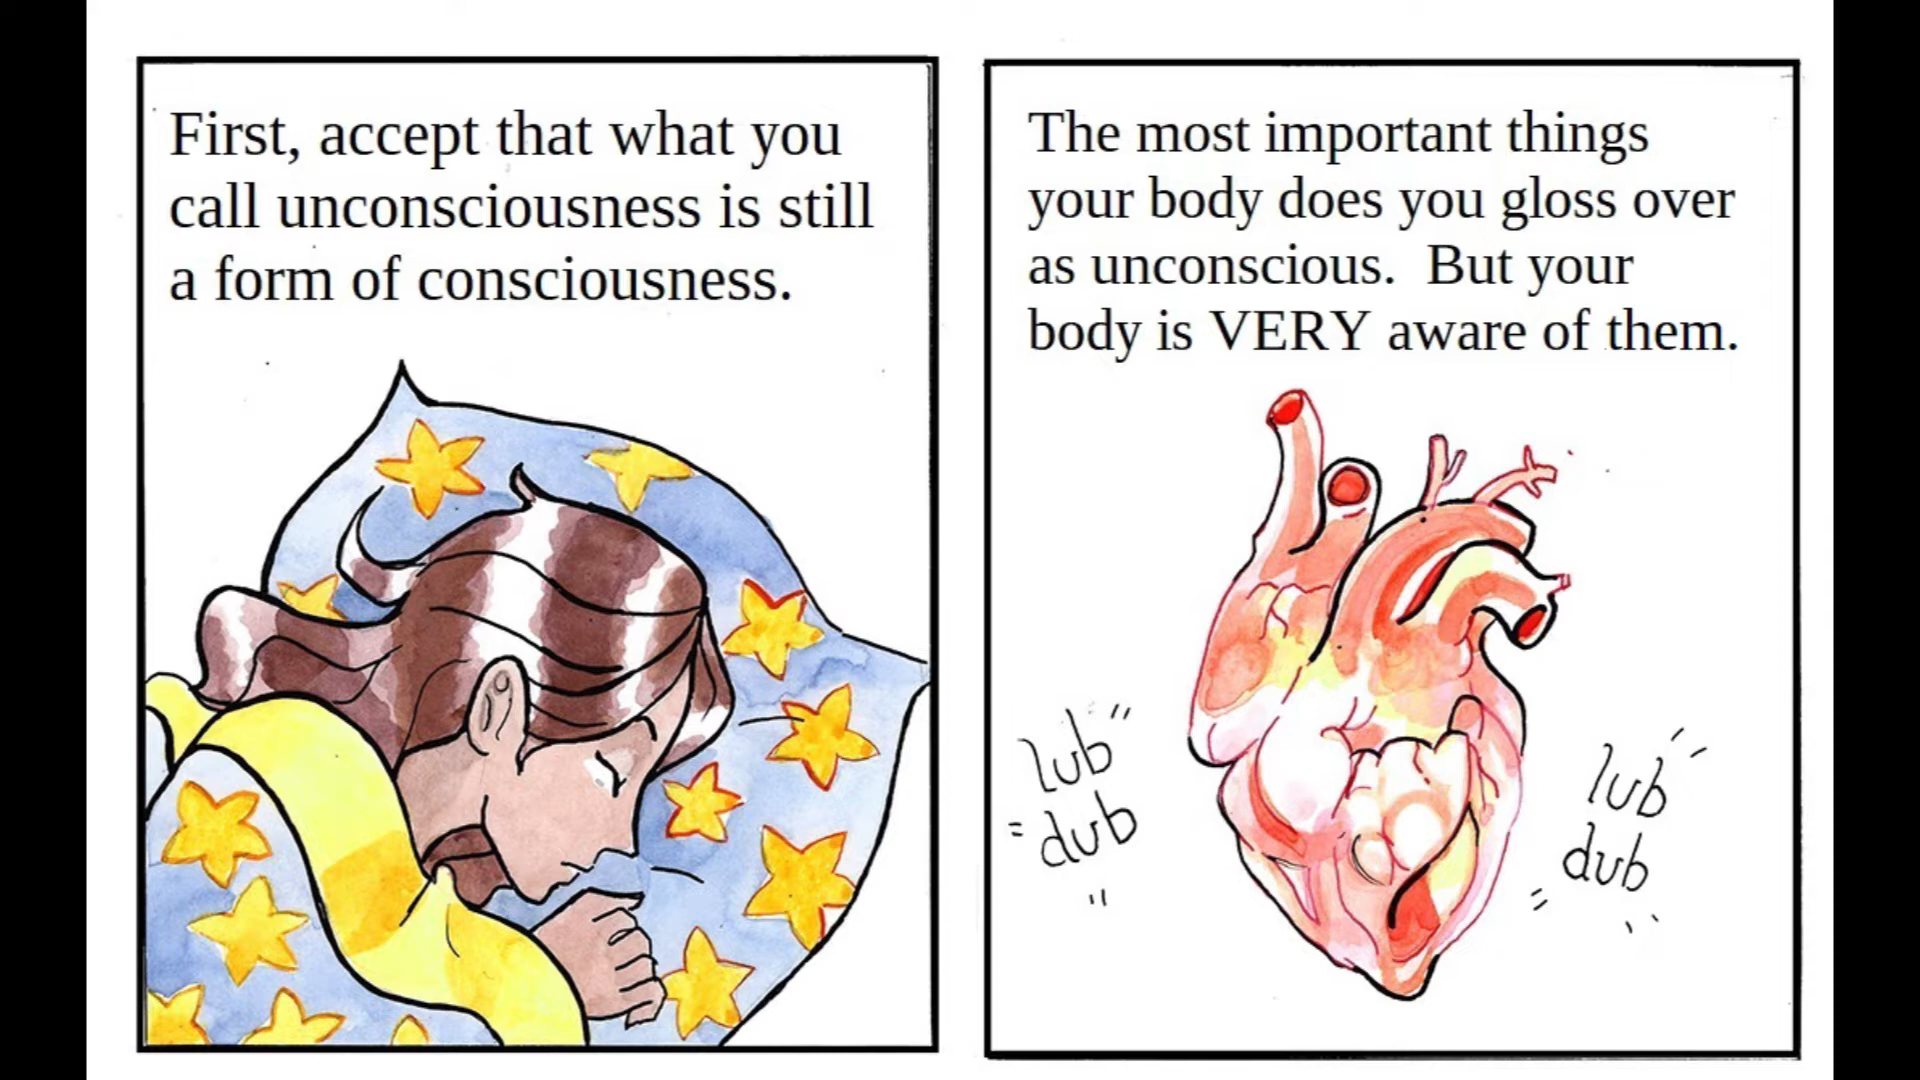 First, accept that what you
call unconsciousness is still
a form of consciousness.
The most important things
your body does you gloss over
as unconscious.  But your
body is VERY aware of them.
lub
dub
lub
dub